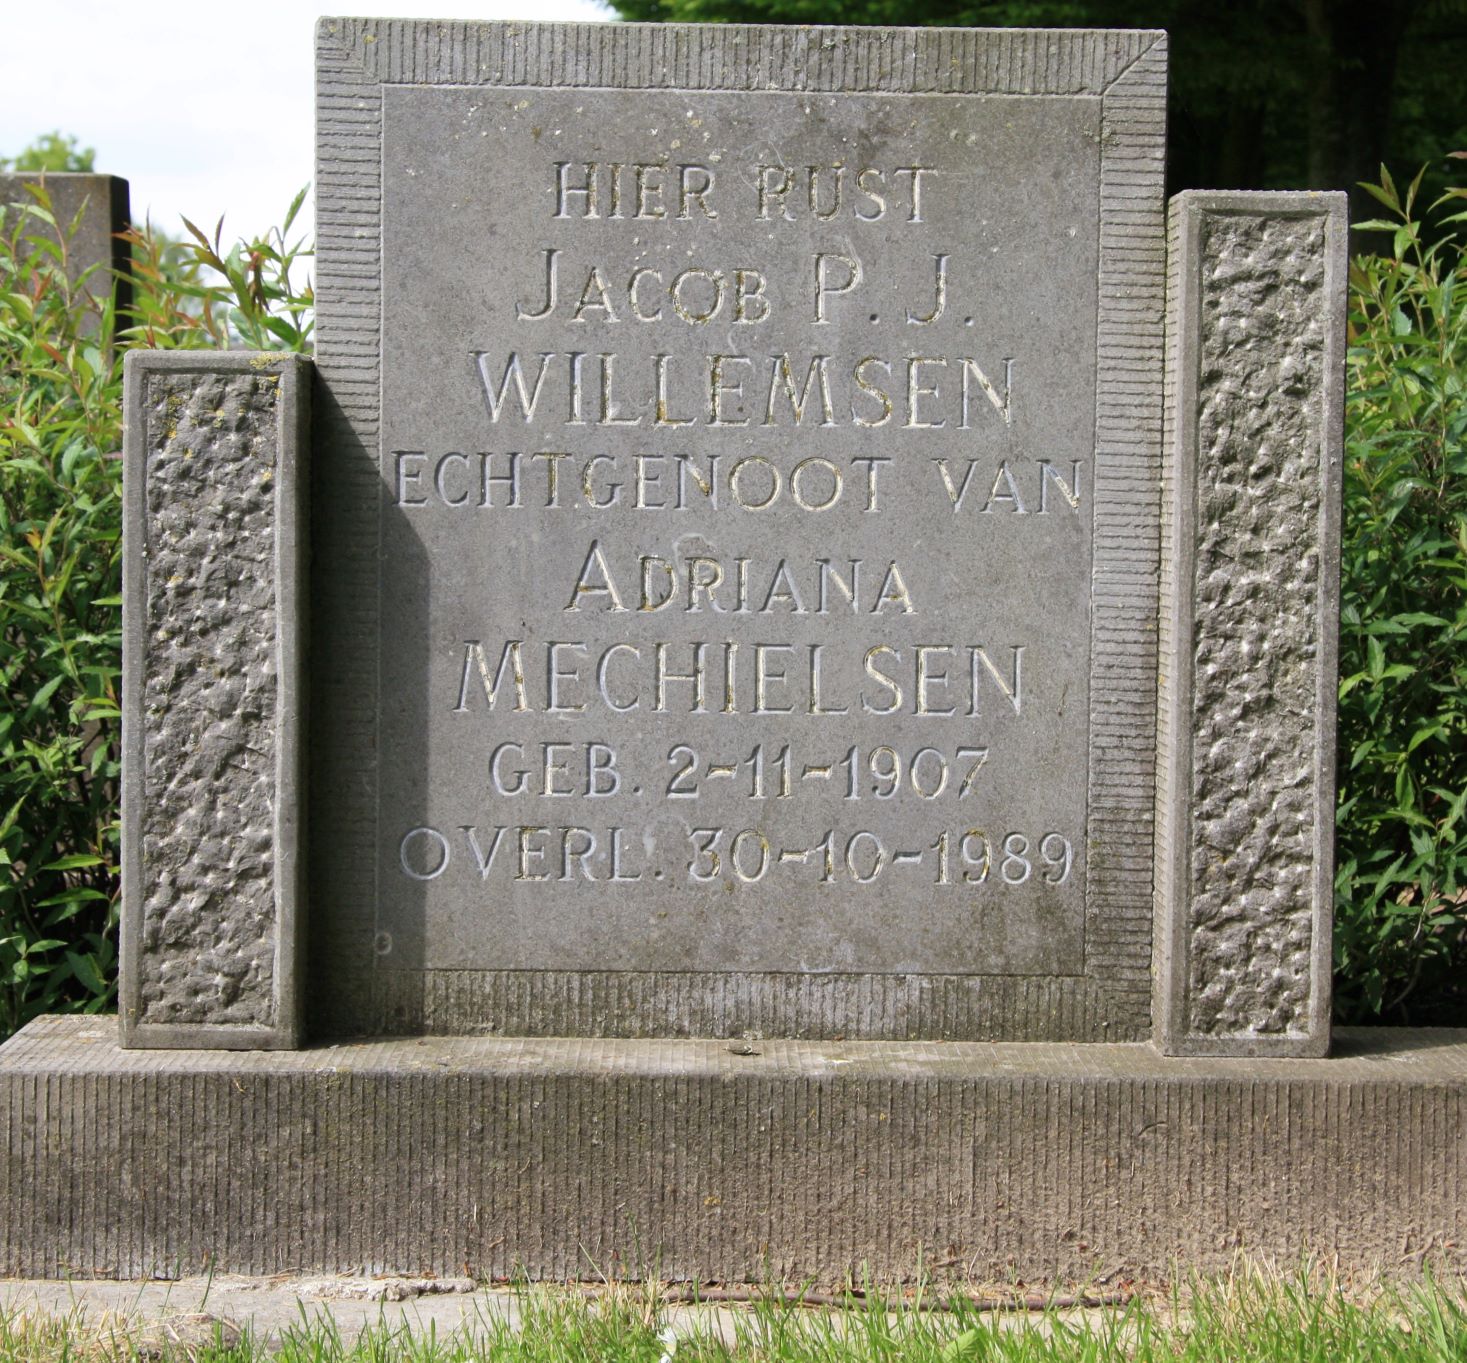 HIER RUST
JACOB P. J.
WILLEMSEN
ECHTGENOOT VAN
ADRIANA
MECHIELSEN
GEB. 2-11-1907
OVERL. 30-10-1989